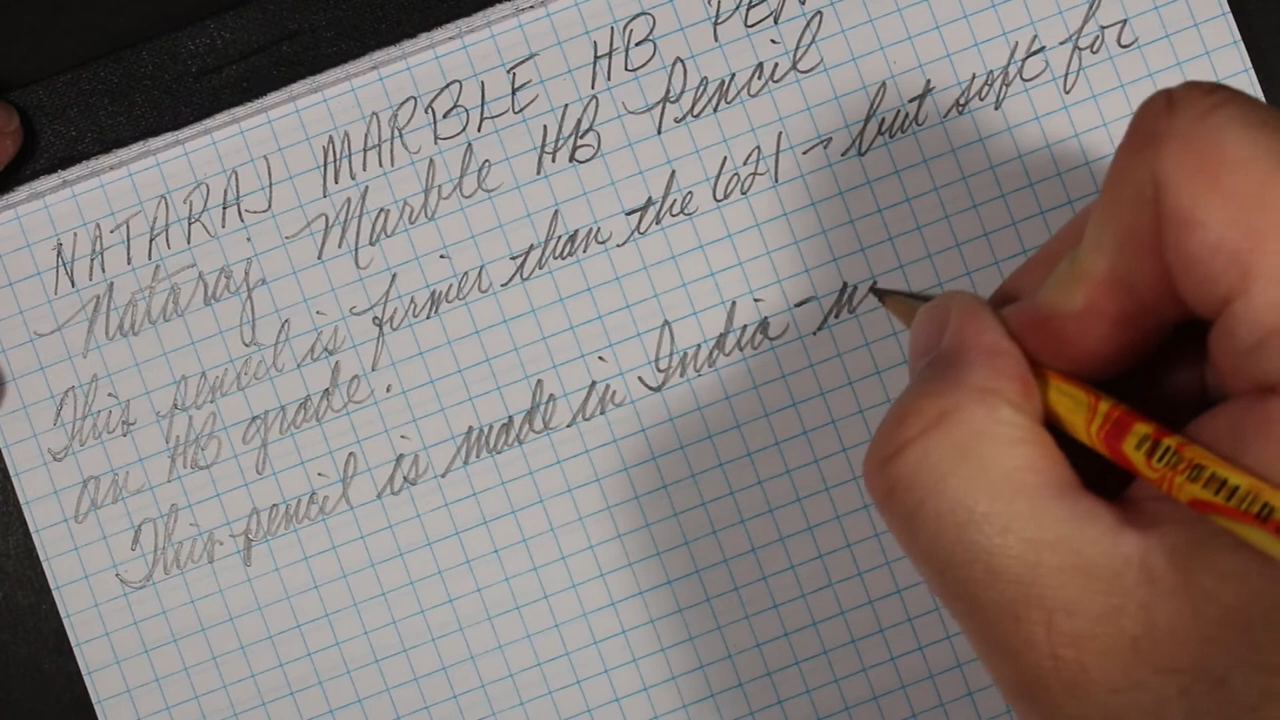 NATARAJ MARBLE HB PEN
Nataraj Marble HB Pencil
This pencil is firmer than the 621 - but soft for
an HB grade.
This pencil is made in India -